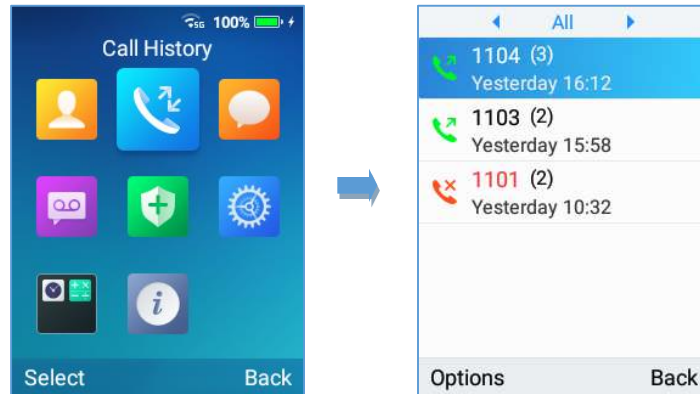 5G 100%
Call History
Select Back
All
1104 (3)
Yesterday 16:12
1103 (2)
Yesterday 15:58
1101 (2)
Yesterday 10:32
Options Back